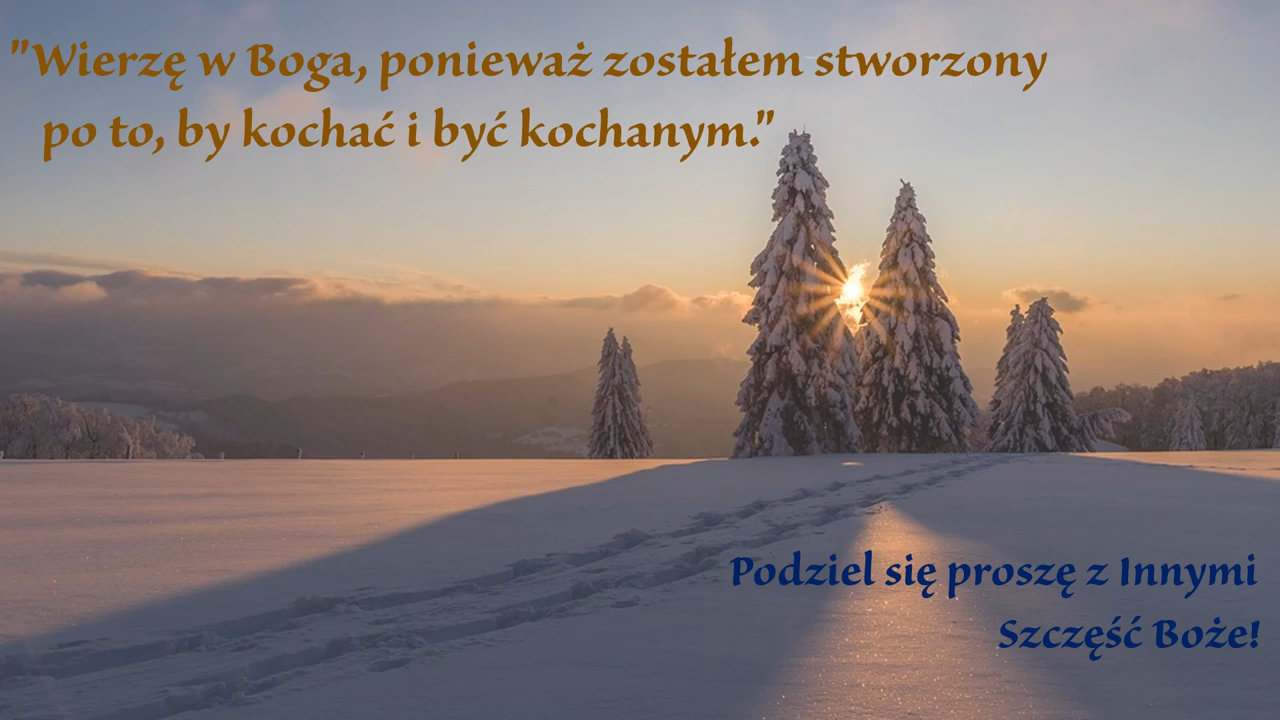 "Wierzę w Boga, ponieważ zostałem stworzony
po to, by kochać i być kochanym."
Podziel się proszę z Innymi
Szczęść Boże!